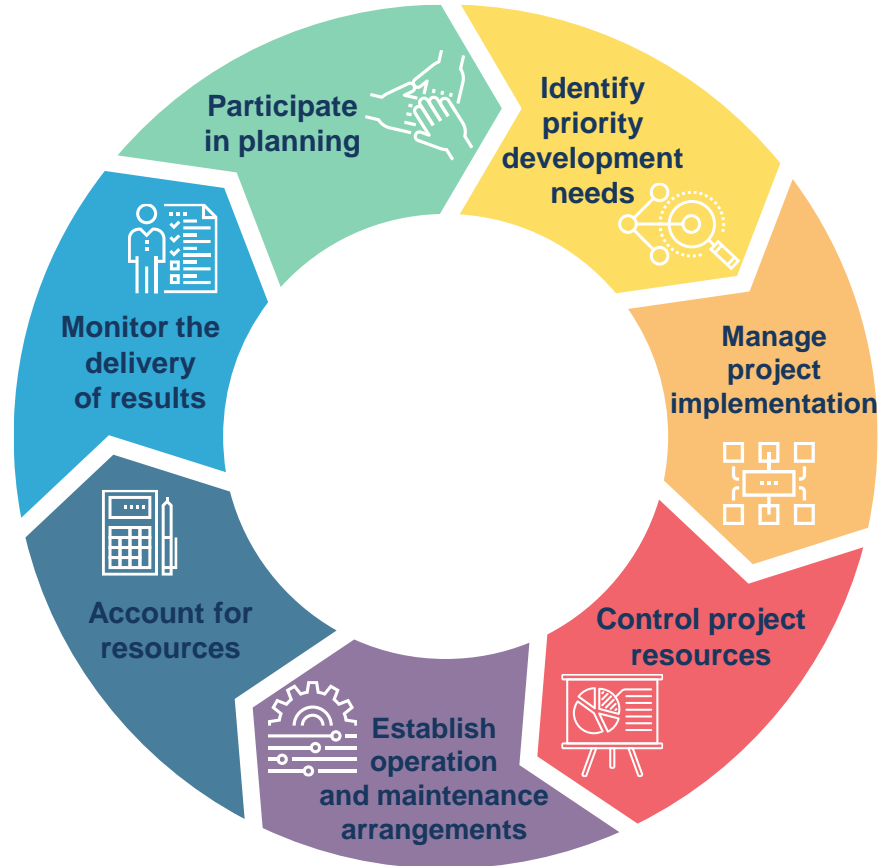 Participate
in planning
Identify
priority
development
needs
Manage
project
implementation
Control project
resources
Establish
operation
and maintenance
arrangements
Account for
resources
Monitor the
delivery
of results